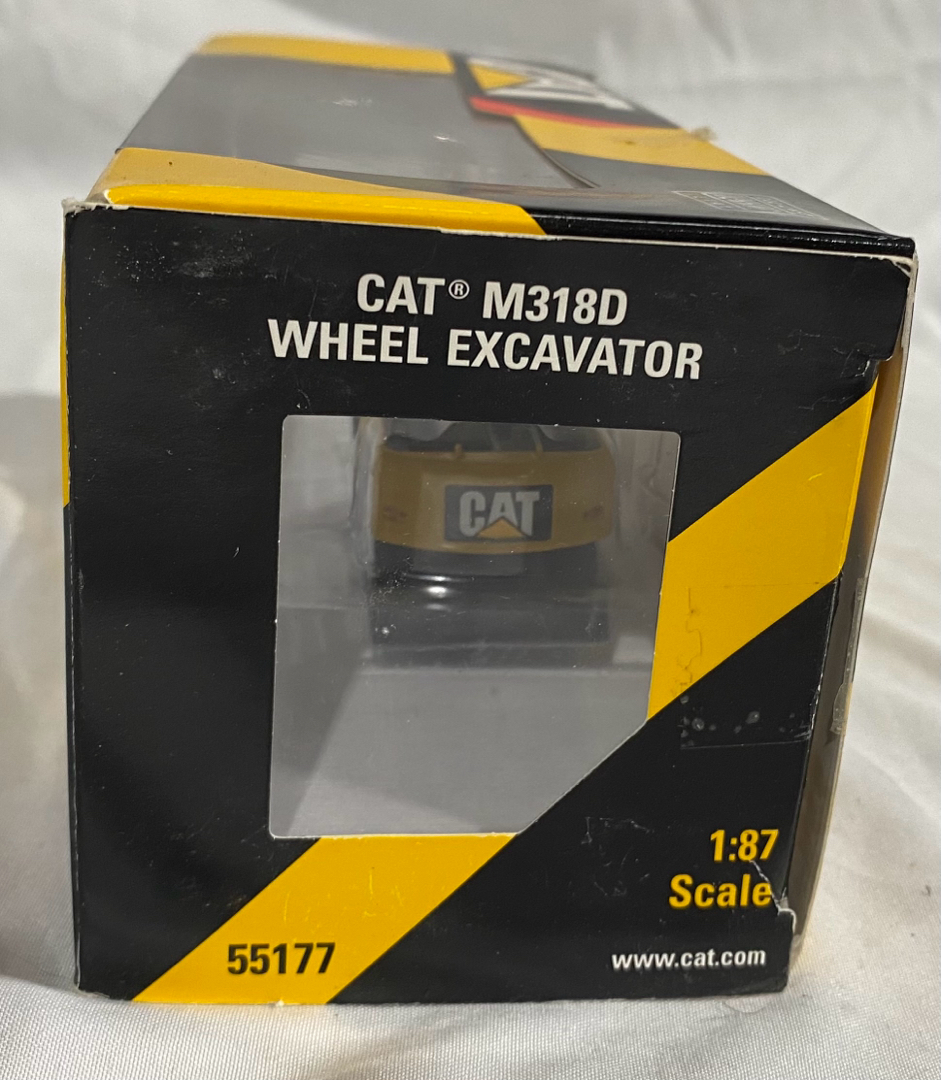 CAT® M318D
WHEEL EXCAVATOR
CAT
1:87
Scale
55177
www.cat.com